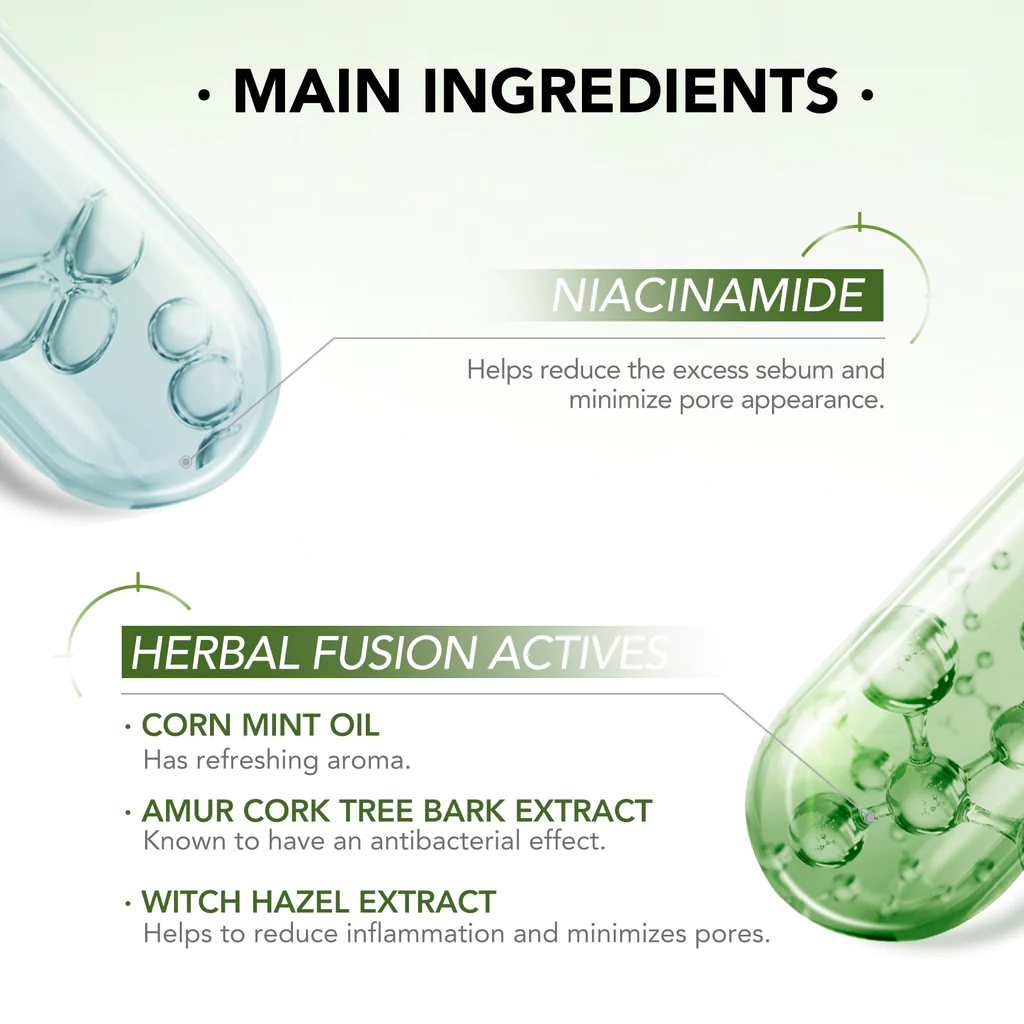 · MAIN INGREDIENTS ·
NIACINAMIDE
Helps reduce the excess sebum and
minimize pore appearance.
HERBAL FUSION ACTIVES
· CORN MINT OIL
Has refreshing aroma.
· AMUR CORK TREE BARK EXTRACT
Known to have an antibacterial effect.
· WITCH HAZEL EXTRACT
Helps to reduce inflammation and minimizes pores.